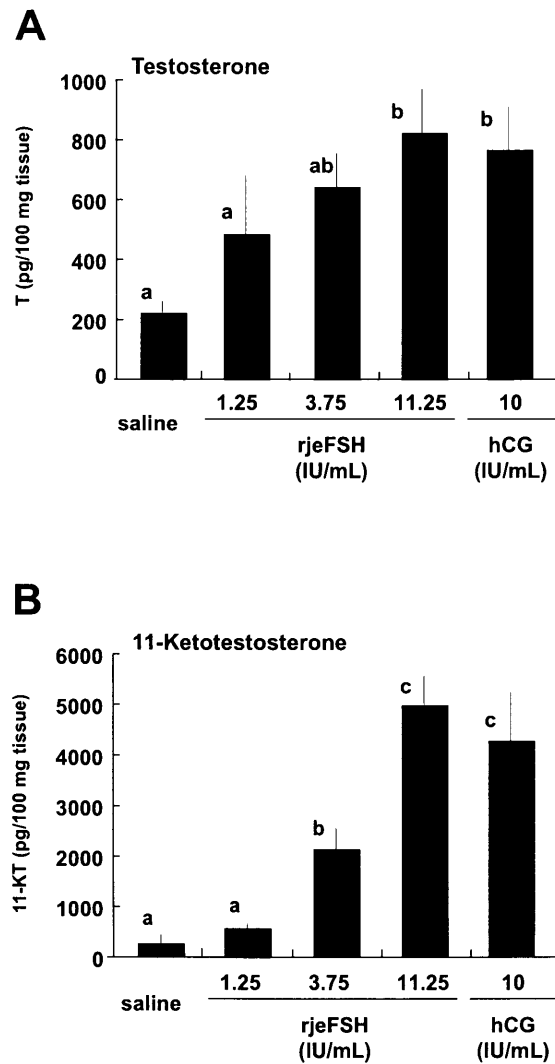 A
Testosterone
T (pg/100 mg tissue)
1000
800
600
400
200
0
a
a
ab
b
b
saline
1.25
3.75
11.25
10
rjeFSH
(IU/mL)
hCG
(IU/mL)
B
11-Ketotestosterone
11-KT (pg/100 mg tissue)
6000
5000
4000
3000
2000
1000
0
a
a
b
c
c
saline
1.25
3.75
11.25
10
rjeFSH
(IU/mL)
hCG
(IU/mL)